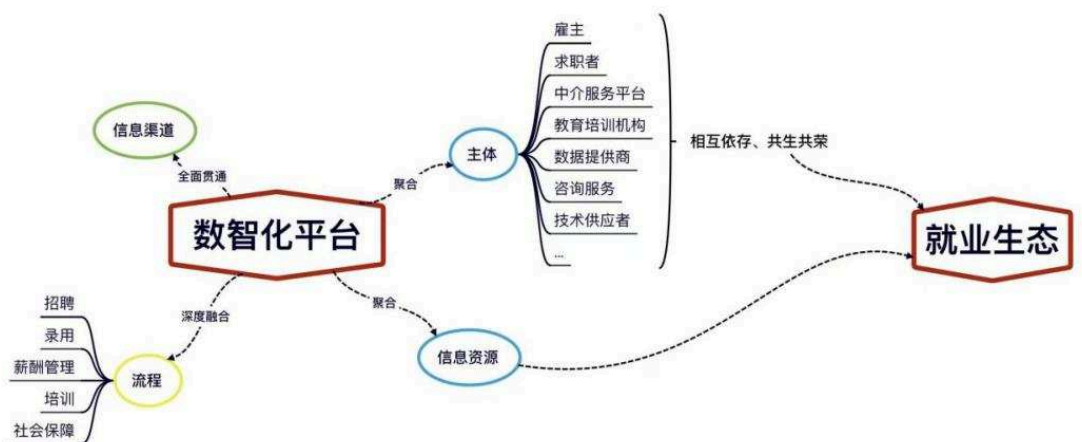 雇主
求职者
中介服务平台
教育培训机构
数据提供商
咨询服务
技术供应者
...
主体
相互依存、共生共荣
信息渠道
全面贯通
聚合
数智化平台
就业生态
聚合
深度融合
信息资源
招聘
录用
薪酬管理
培训
社会保障
流程